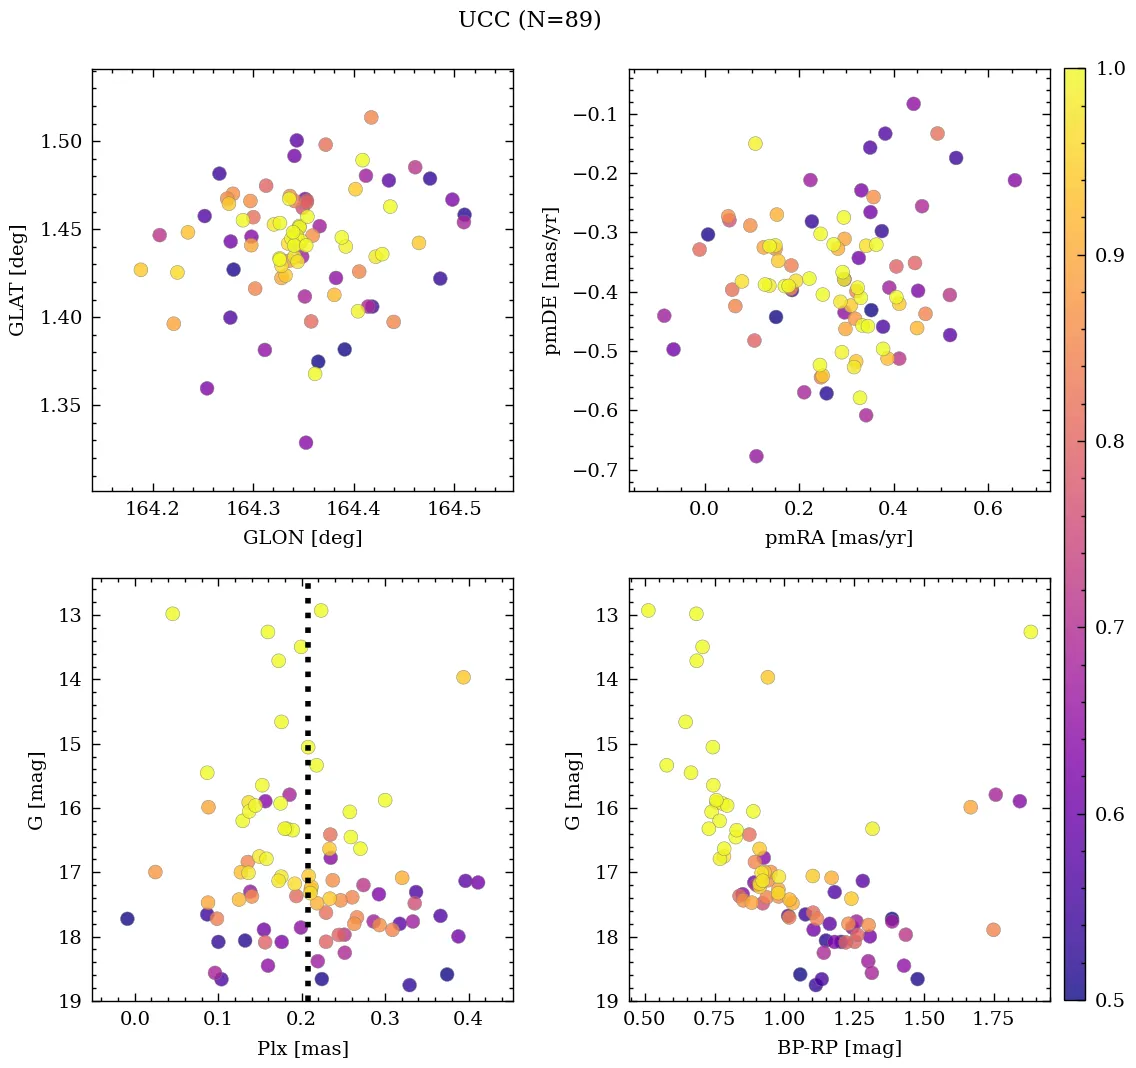 UCC (N=89)
1.50
1.45
1.40
1.35
GLAT [deg]
164.2 164.3 164.4 164.5
GLON [deg]
−0.1
−0.2
−0.3
−0.4
−0.5
−0.6
−0.7
pmDE [mas/yr]
0.0 0.2 0.4 0.6
pmRA [mas/yr]
13
14
15
16
17
18
19
G [mag]
0.0 0.1 0.2 0.3 0.4
Plx [mas]
13
14
15
16
17
18
19
G [mag]
0.50 0.75 1.00 1.25 1.50 1.75
BP-RP [mag]
1.0
0.9
0.8
0.7
0.6
0.5